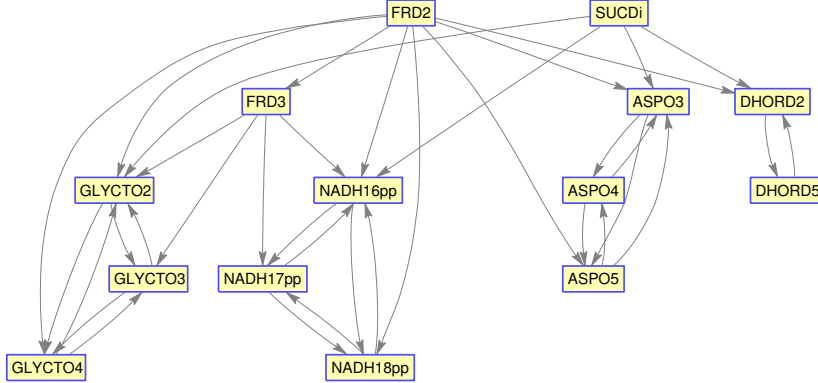 FRD2
SUCDi
FRD3
ASPO3
DHORD2
GLYCTO2
NADH16pp
ASPO4
DHORD5
GLYCTO3
NADH17pp
ASPO5
GLYCTO4
NADH18pp